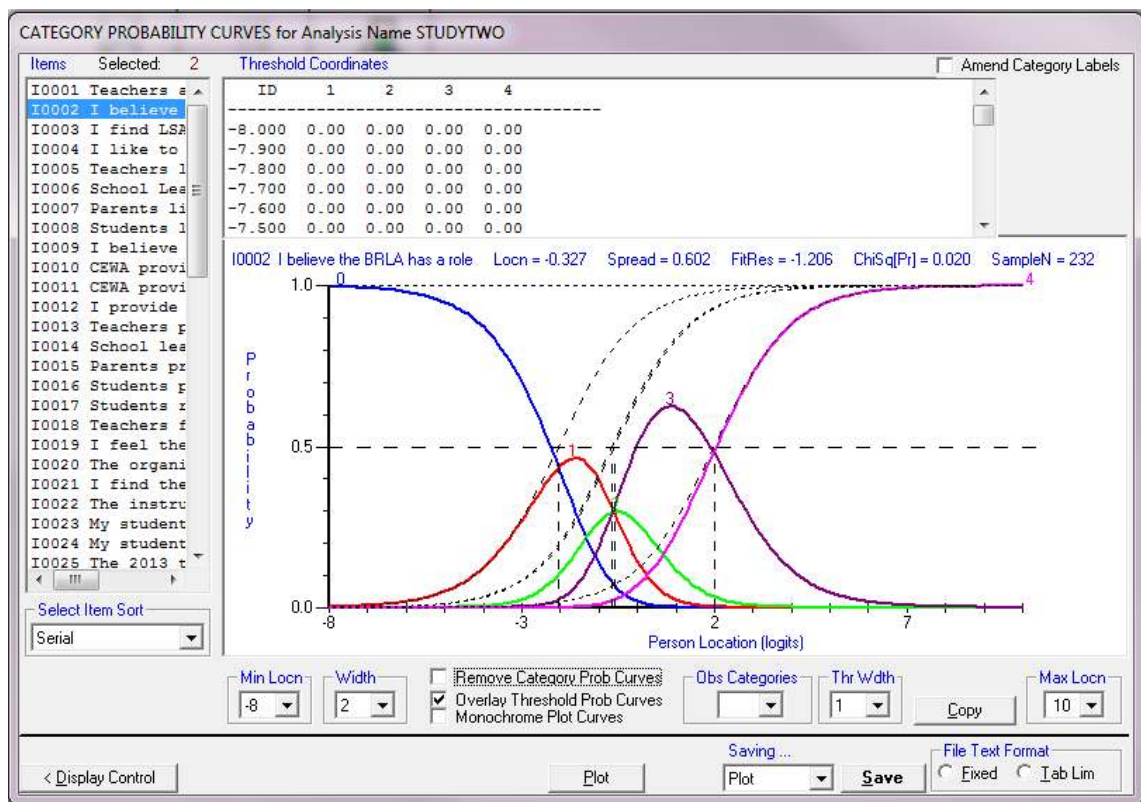 CATEGORY PROBABILITY CURVES for Analysis Name STUDYTWO
Items Selected: 2
I0001 Teachers a
I0002 I believe
I0003 I find LSA
I0004 I like to
I0005 Teachers l
I0006 School Lea
I0007 Parents li
I0008 Students l
I0009 I believe
I0010 CEWA provi
I0011 CEWA provi
I0012 I provide
I0013 Teachers p
I0014 School lea
I0015 Parents pr
I0016 Students p
I0017 Students r
I0018 Teachers f
I0019 I feel the
I0020 The organi
I0021 I find the
I0022 The instru
I0023 My student
I0024 My student
I0025 The 2013 t
Select Item Sort
Serial
Threshold Coordinates
Amend Category Labels
ID 1 2 3 4
-------------------------------------
-8.000 0.00 0.00 0.00 0.00
-7.900 0.00 0.00 0.00 0.00
-7.800 0.00 0.00 0.00 0.00
-7.700 0.00 0.00 0.00 0.00
-7.600 0.00 0.00 0.00 0.00
-7.500 0.00 0.00 0.00 0.00
I0002 I believe the BRLA has a role Locn = -0.327 Spread = 0.602 FitRes = -1.206 ChiSq[Pr] = 0.020 SampleN = 232
1.0
0
4
Probability
3
0.5
1
0.0
-8 -3 2 7
Person Location (logits)
Min Locn
-8
Width
2
Remove Category Prob Curves
Overlay Threshold Prob Curves
Monochrome Plot Curves
Obs Categories
Thr Wdth
1
Copy
Max Locn
10
< Display Control
Plot
Saving ...
Plot
Save
File Text Format
Fixed Tab Lim